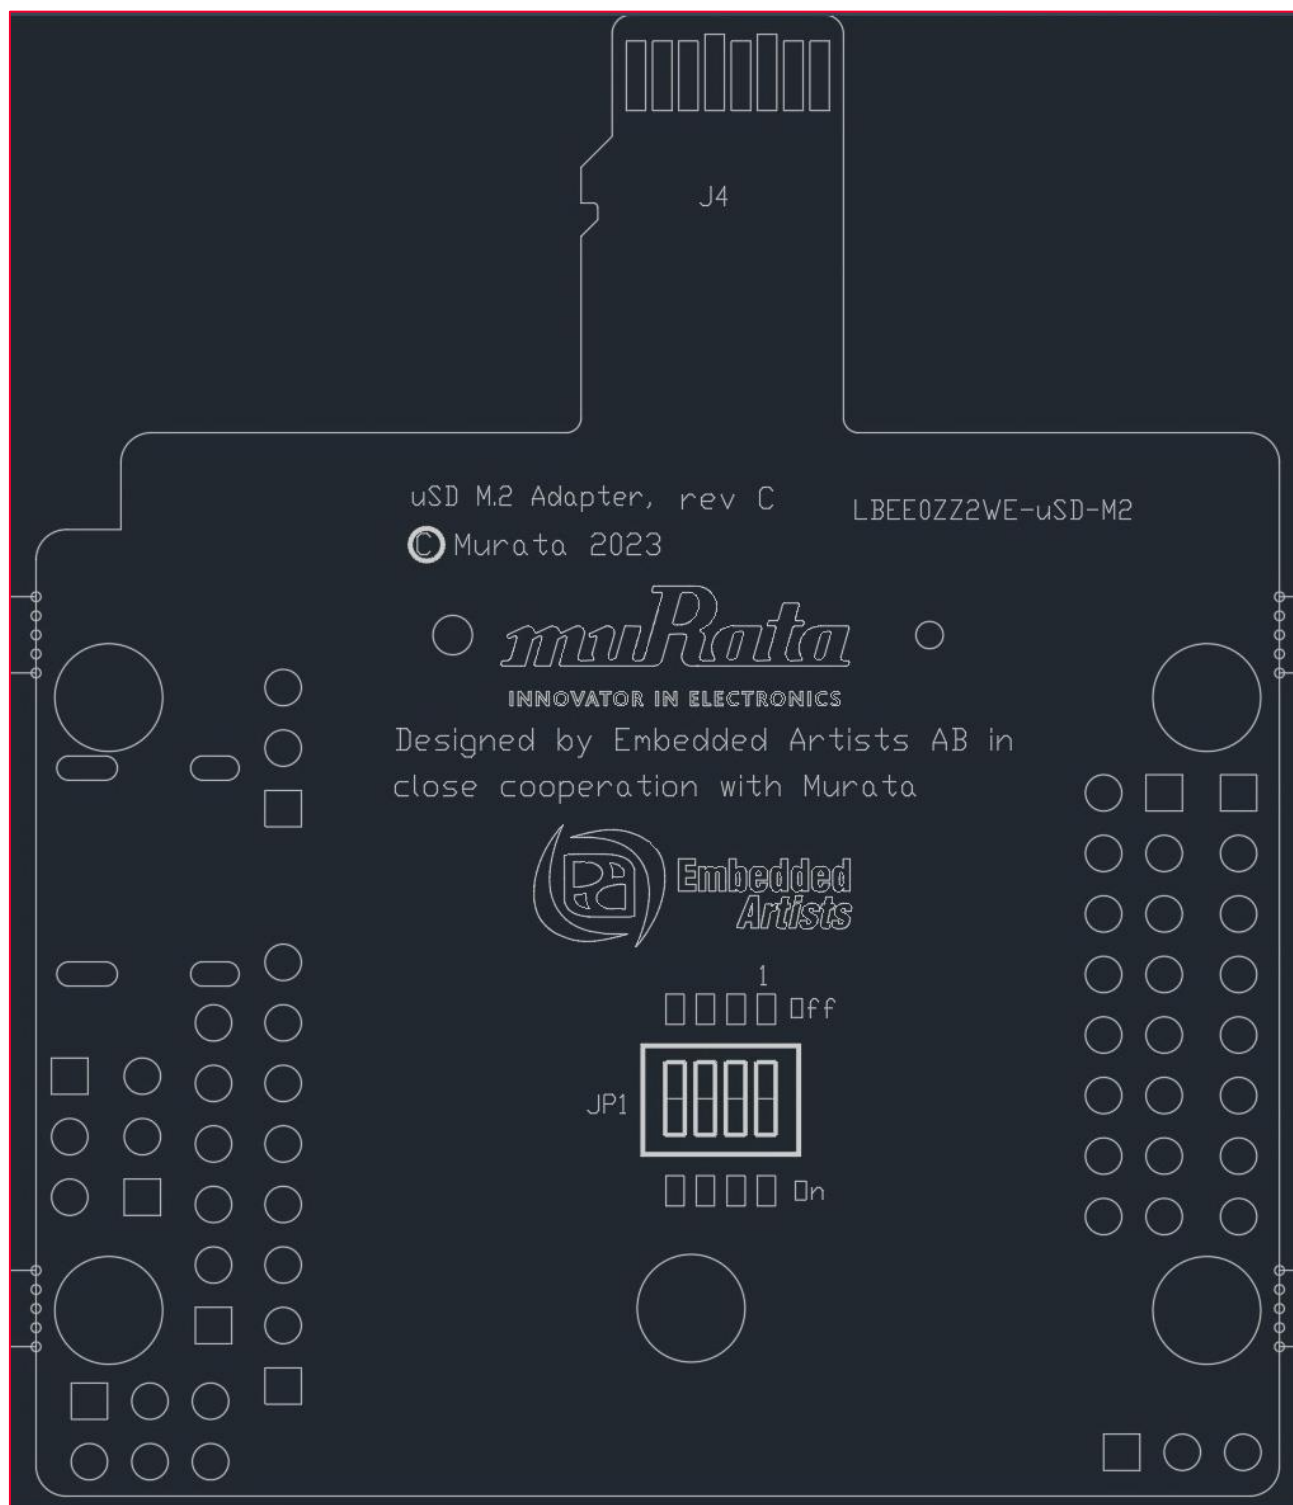 J4
uSD M.2 Adapter, rev C
LBEE0ZZ2WE-uSD-M2
© Murata 2023
muRata
INNOVATOR IN ELECTRONICS
Designed by Embedded Artists AB in
close cooperation with Murata
Embedded
Artists
1
Off
JP1
On